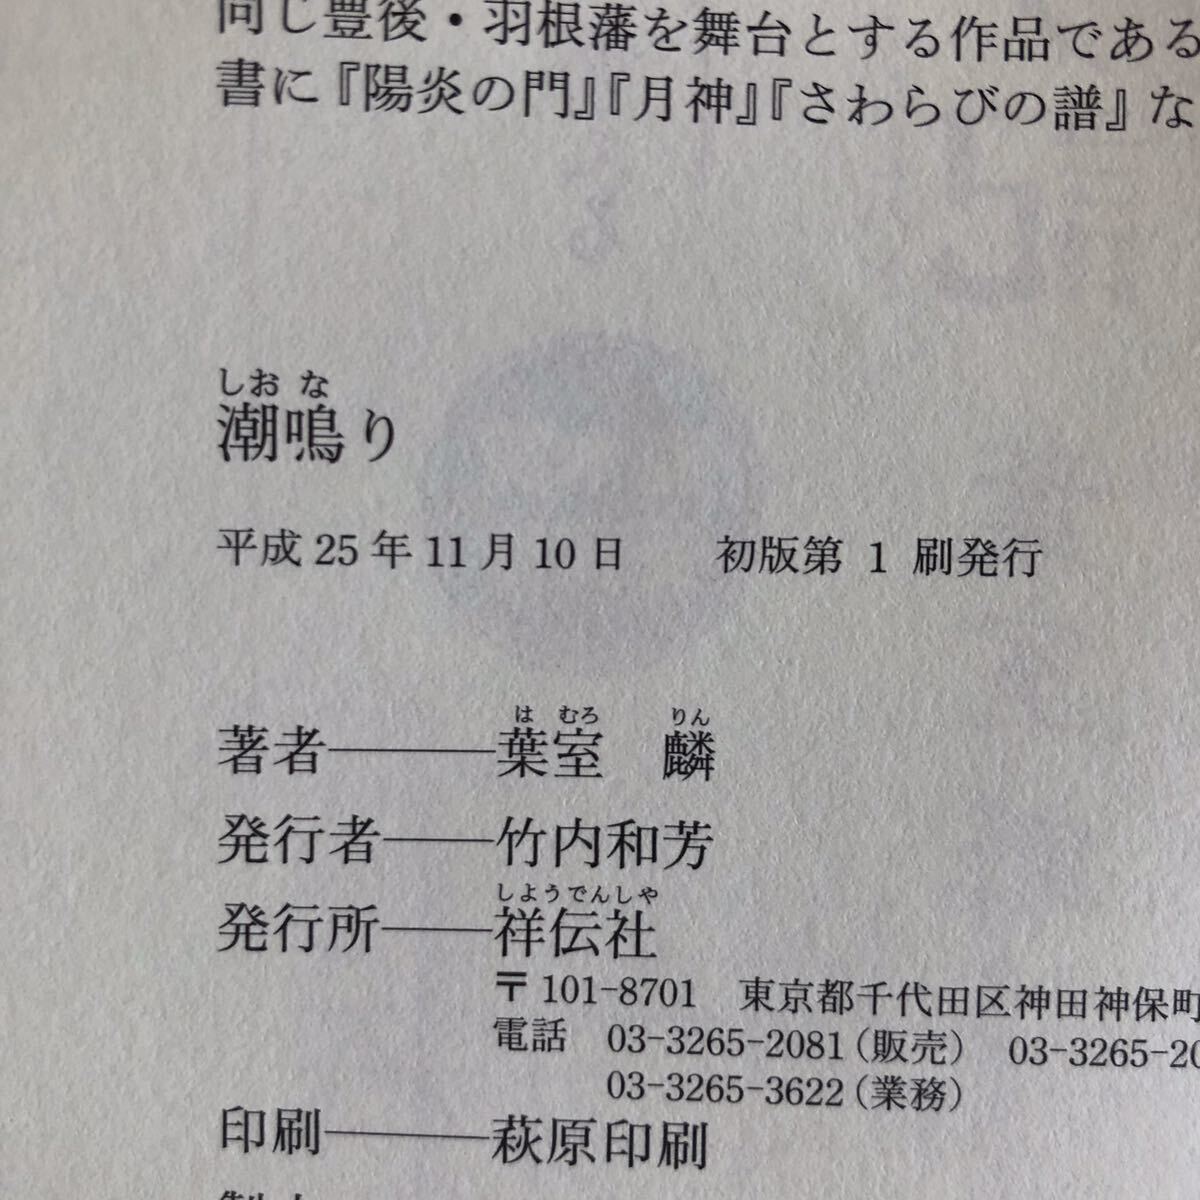 同じ豊後・羽根藩を舞台とする作品である
書に『陽炎の門』『月神』『さわらびの譜』な
しおな
潮鳴り
平成25年11月10日　初版第1刷発行
はむろ　りん
著者――葉室　麟
発行者――竹内和芳
しようでんしや
発行所――祥伝社
〒101-8701　東京都千代田区神田神保町
電話　03-3265-2081（販売）　03-3265-20
03-3265-3622（業務）
印刷――萩原印刷